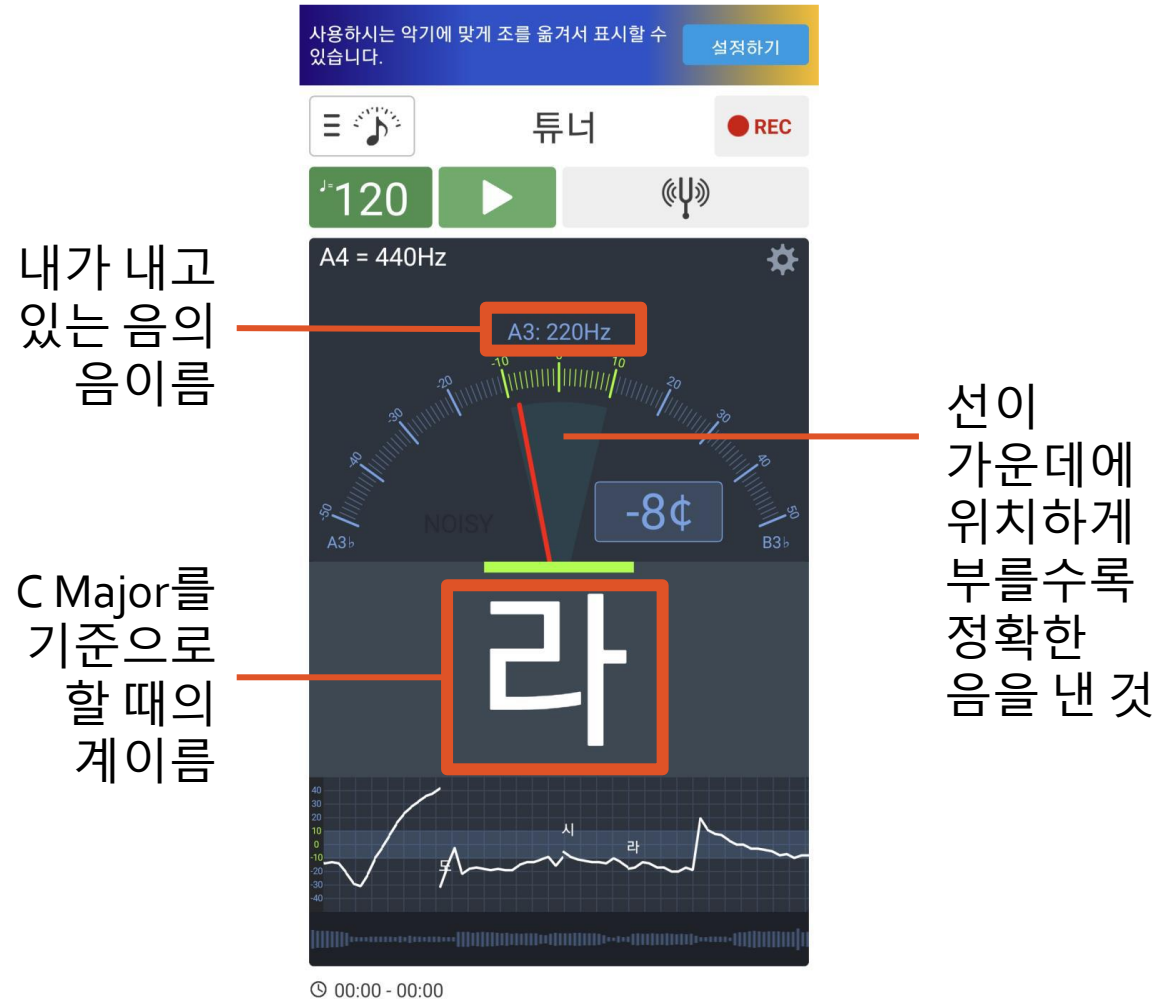 사용하시는 악기에 맞게 조를 옮겨서 표시할 수
있습니다.
설정하기
튜너
REC
♩=120
A4 = 440Hz
내가 내고
있는 음의
음이름
A3: 220Hz
-50
-40
-30
-20
-10
0
10
20
30
40
50
A3♭
NOISY
-8¢
B3♭
선이
가운데에
위치하게
부를수록
정확한
음을 낸 것
C Major를
기준으로
할 때의
계이름
라
40
30
20
10
0
-10
-20
-30
-40
도
시
라
00:00 - 00:00